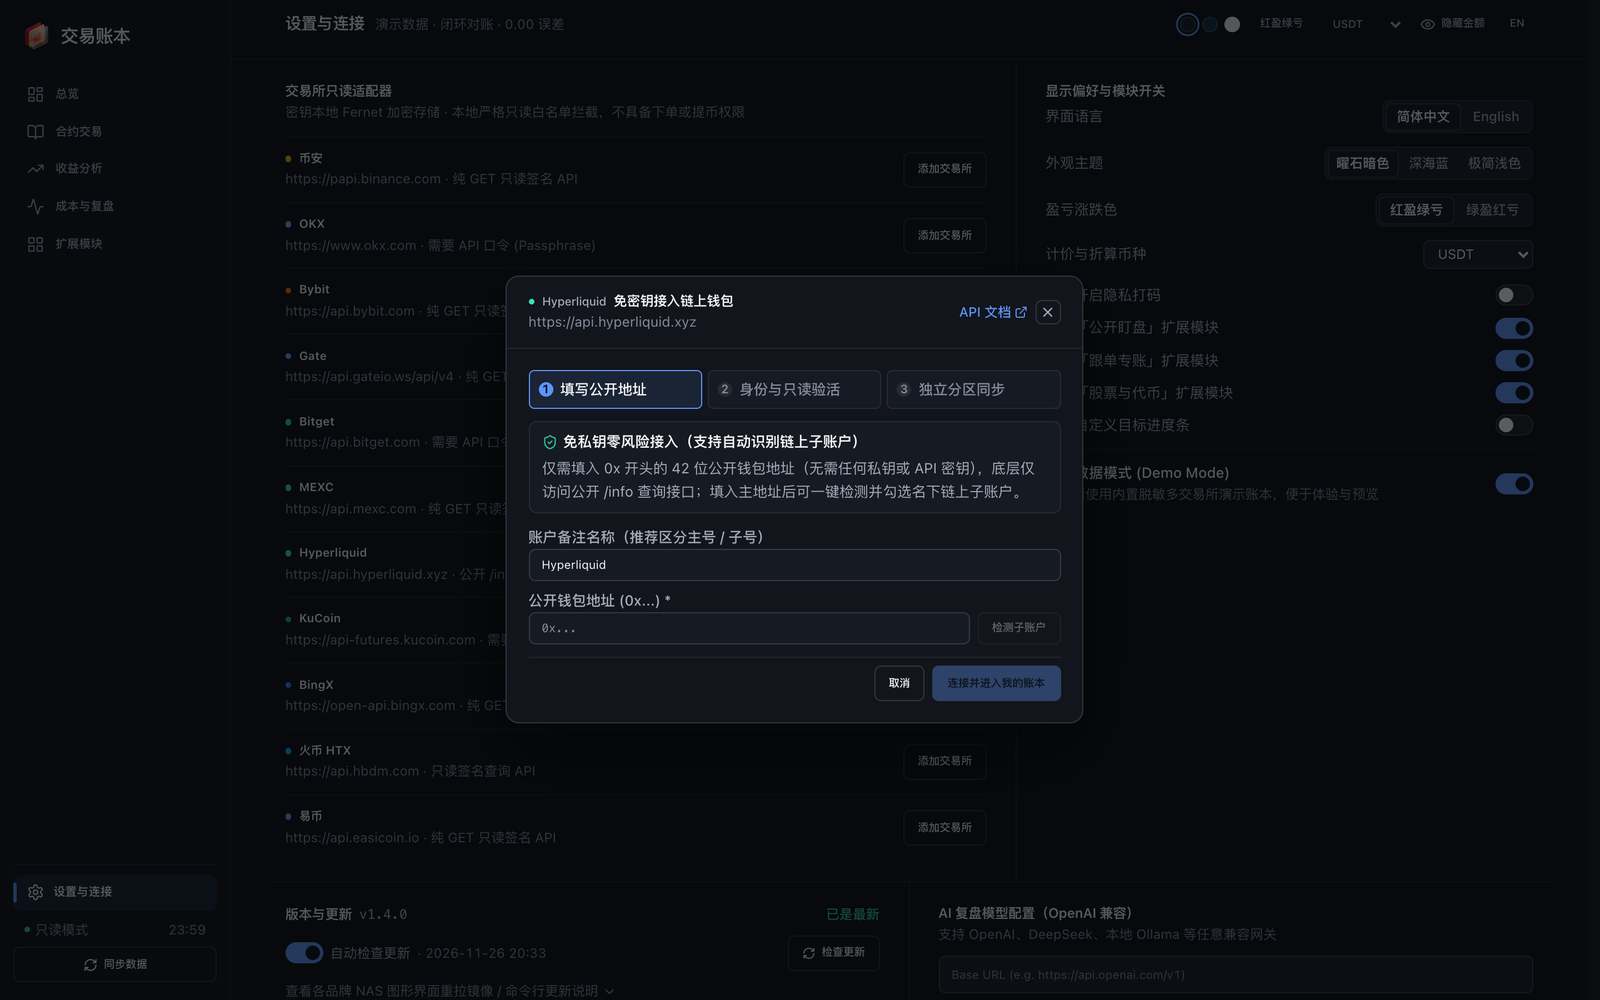 交易账本
总览
合约交易
收益分析
成本与复盘
扩展模块
设置与连接
只读模式 23:59
同步数据
设置与连接 演示数据 · 闭环对账 · 0.00 误差
红盈绿亏 USDT 隐藏金额 EN
交易所只读适配器
密钥本地 Fernet 加密存储 · 本地严格只读白名单拦截，不具备下单或提币权限
币安
https://papi.binance.com · 纯 GET 只读签名 API
添加交易所
OKX
https://www.okx.com · 需要 API 口令 (Passphrase)
添加交易所
Bybit
https://api.bybit.com · 纯 GET 只读签
Gate
https://api.gateio.ws/api/v4 · 纯 GET
Bitget
https://api.bitget.com · 需要 API 口令
MEXC
https://api.mexc.com · 纯 GET 只读
Hyperliquid
https://api.hyperliquid.xyz · 公开 /in
KuCoin
https://api-futures.kucoin.com · 需要
BingX
https://open-api.bingx.com · 纯 GE
火币 HTX
https://api.hbdm.com · 只读签名查询 API
添加交易所
易币
https://api.easicoin.io · 纯 GET 只读签名 API
添加交易所
显示偏好与模块开关
界面语言 简体中文 English
外观主题 曜石暗色 深海蓝 极简浅色
盈亏涨跌色 红盈绿亏 绿盈红亏
计价与折算币种 USDT
启隐私打码
「公开盯盘」扩展模块
「跟单专账」扩展模块
「股票与代币」扩展模块
自定义目标进度条
数据模式 (Demo Mode)
使用内置脱敏多交易所演示账本，便于体验与预览
Hyperliquid 免密钥接入链上钱包
https://api.hyperliquid.xyz
API 文档
1 填写公开地址
2 身份与只读验活
3 独立分区同步
免私钥零风险接入（支持自动识别链上子账户）
仅需填入 0x 开头的 42 位公开钱包地址（无需任何私钥或 API 密钥），底层仅
访问公开 /info 查询接口；填入主地址后可一键检测并勾选名下链上子账户。
账户备注名称（推荐区分主号 / 子号）
Hyperliquid
公开钱包地址 (0x...) *
0x...
检测子账户
取消
连接并进入我的账本
版本与更新 v1.4.0 已是最新
自动检查更新 · 2026-11-26 20:33
检查更新
查看各品牌 NAS 图形界面重拉镜像 / 命令行更新说明
AI 复盘模型配置（OpenAI 兼容）
支持 OpenAI、DeepSeek、本地 Ollama 等任意兼容网关
Base URL (e.g. https://api.openai.com/v1)